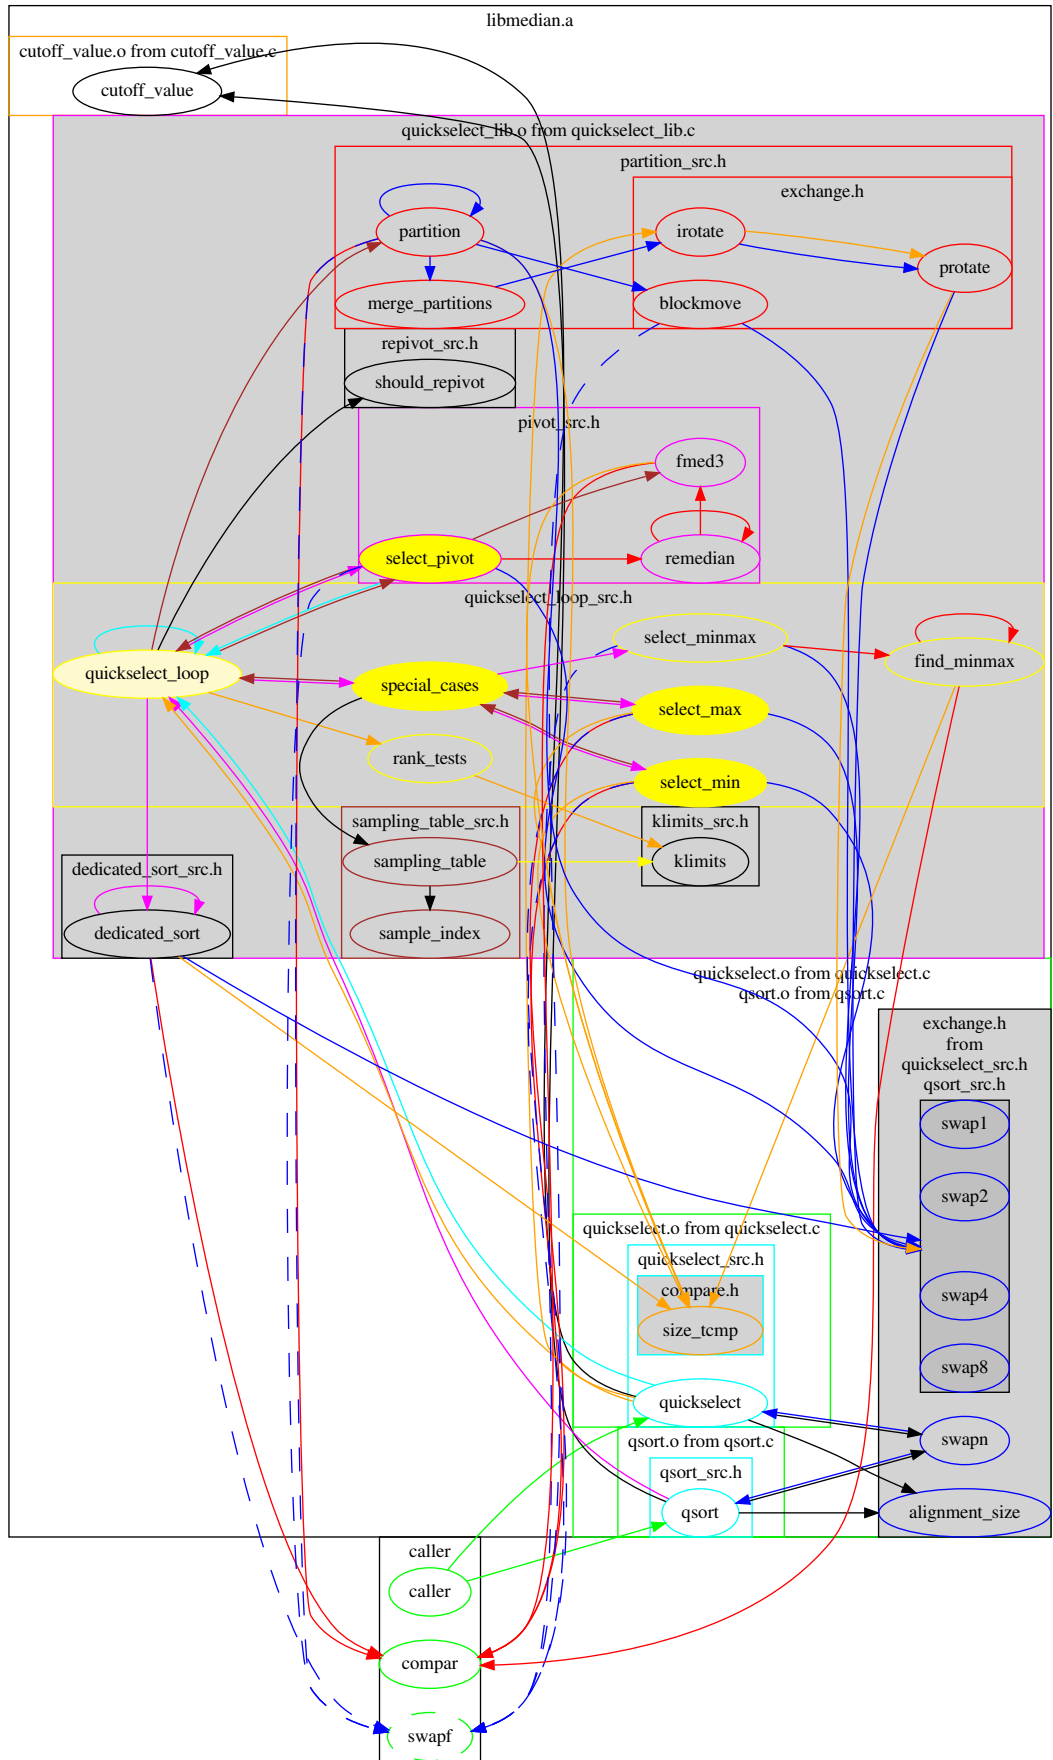 libmedian.a
cutoff_value.o from cutoff_value.c
cutoff_value
quickselect_lib.o from quickselect_lib.c
partition_src.h
exchange.h
partition
irotate
protate
merge_partitions
blockmove
repivot_src.h
should_repivot
pivot_src.h
fmed3
select_pivot
remedian
quickselect_loop_src.h
select_minmax
find_minmax
quickselect_loop
special_cases
select_max
rank_tests
select_min
sampling_table_src.h
klimits_src.h
sampling_table
klimits
dedicated_sort_src.h
dedicated_sort
sample_index
quickselect.o from quickselect.c
qsort.o from qsort.c
exchange.h
from
quickselect_src.h
qsort_src.h
swap1
swap2
swap4
swap8
swapn
alignment_size
quickselect.o from quickselect.c
quickselect_src.h
compare.h
size_tcmp
quickselect
qsort.o from qsort.c
qsort_src.h
qsort
caller
caller
compar
swapf